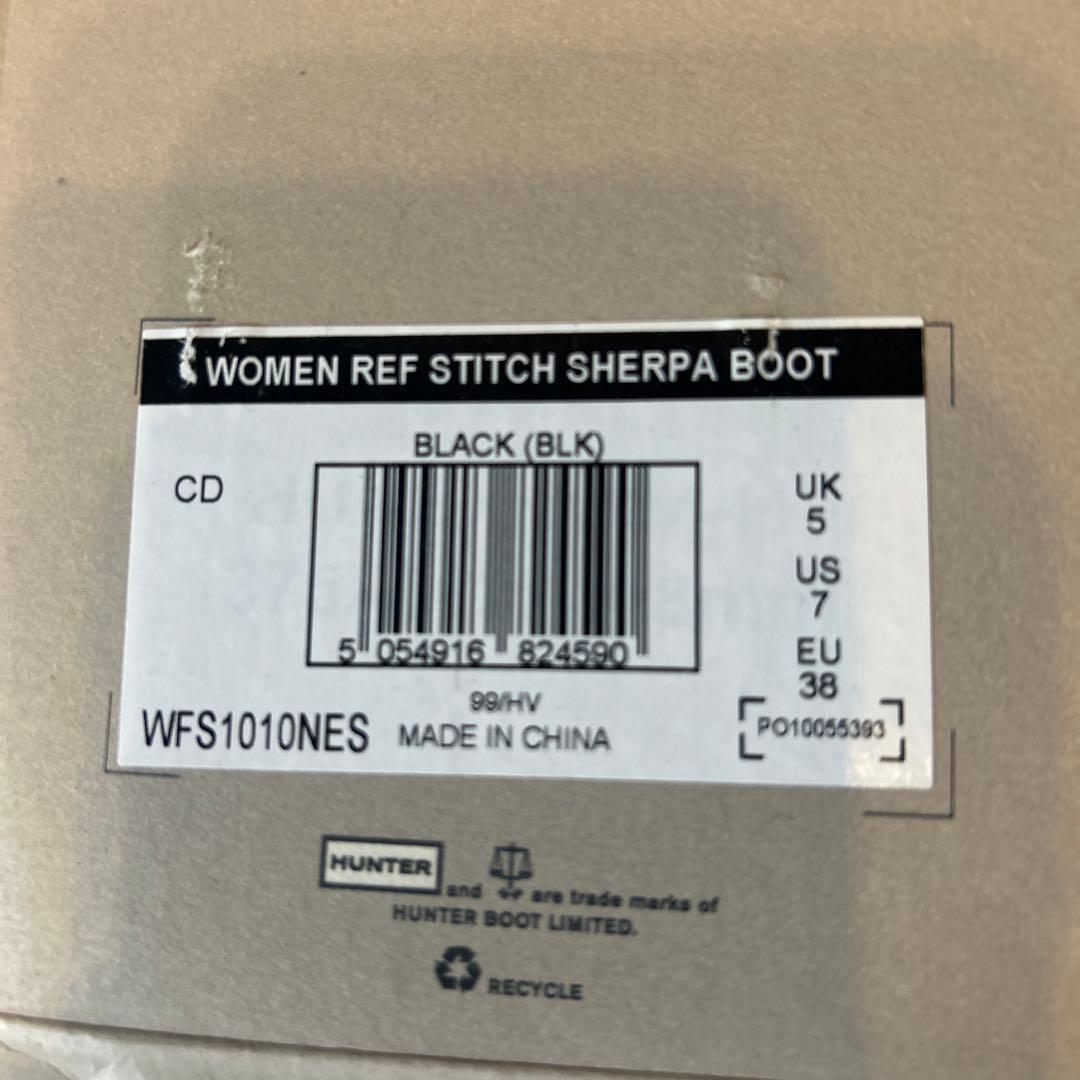 WOMEN REF STITCH SHERPA BOOT
BLACK (BLK)
CD
5 054916 824590
UK
5
US
7
EU
38
99/HV
WFS1010NES
MADE IN CHINA
PO10055393
HUNTER and are trade marks of
HUNTER BOOT LIMITED.
RECYCLE